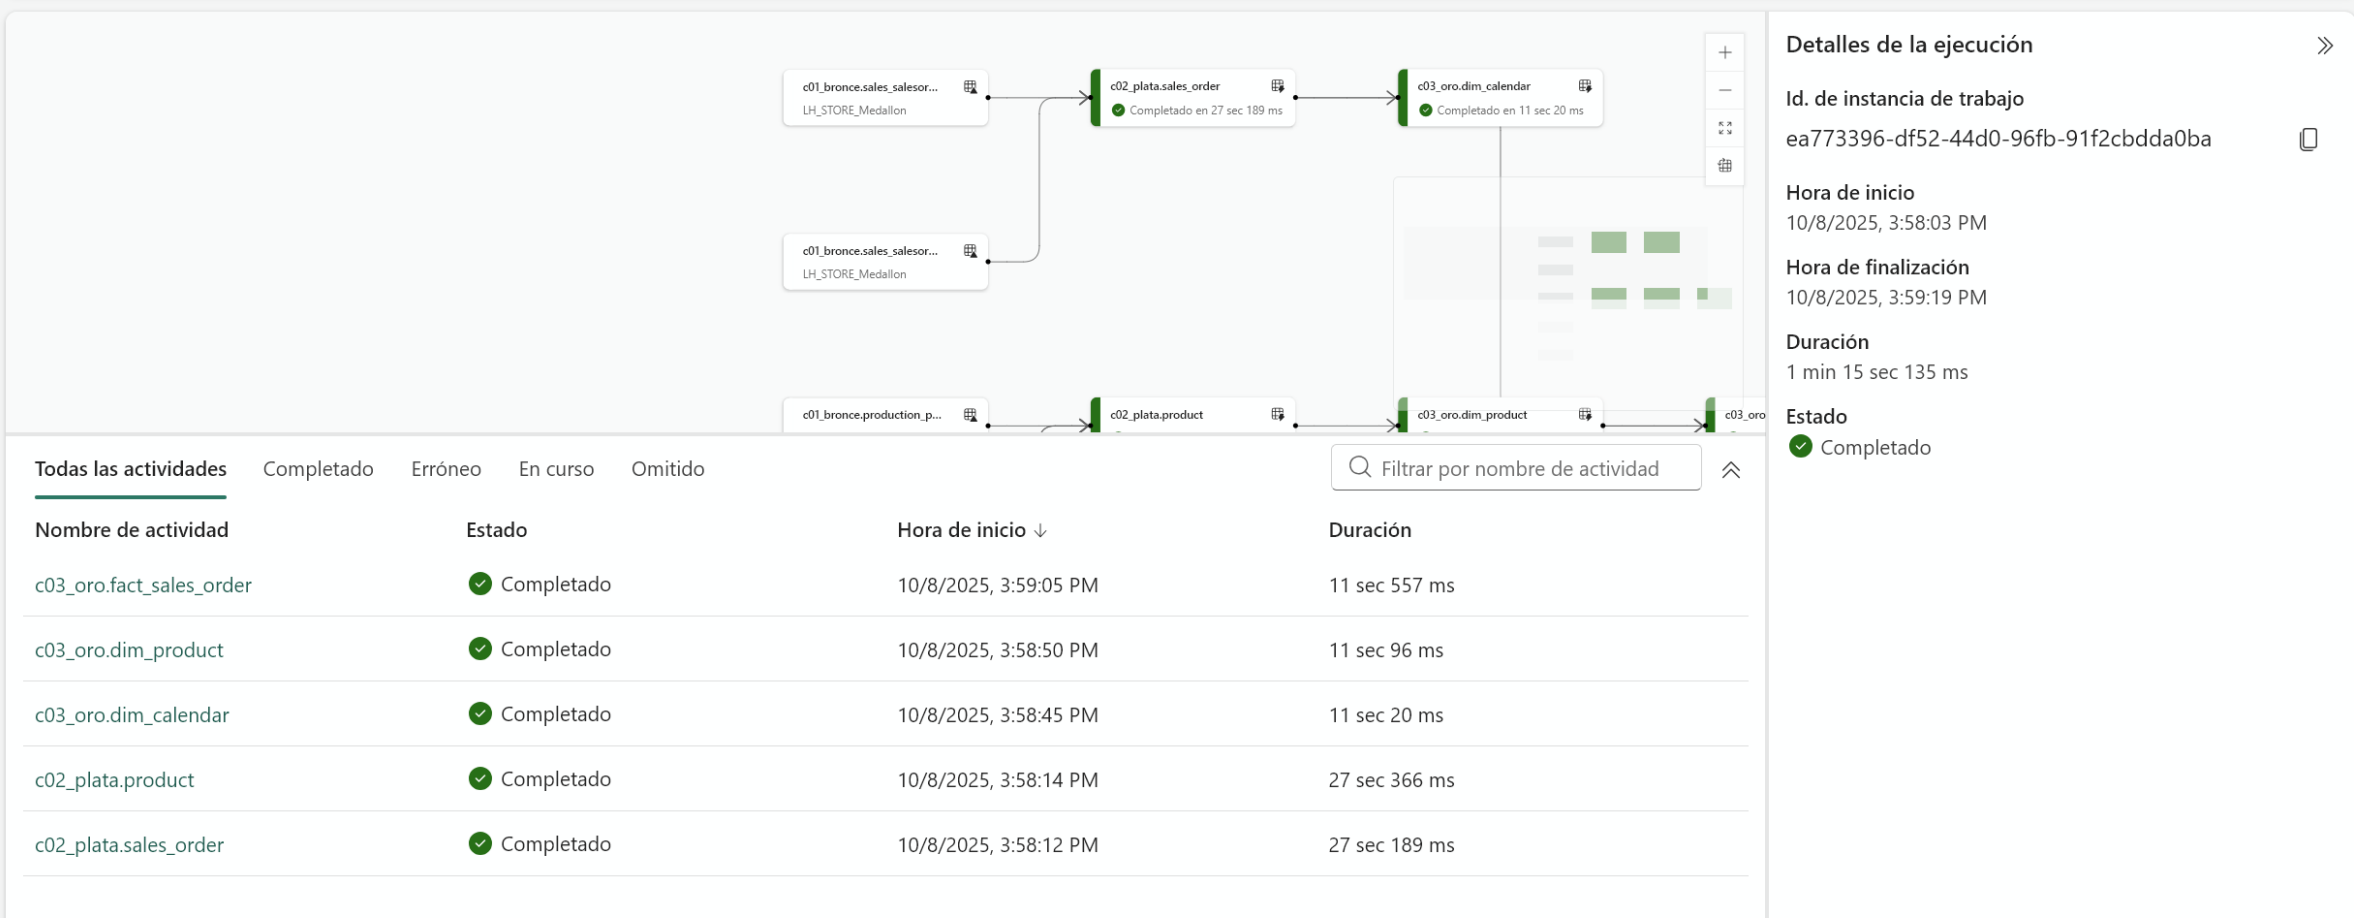 c01_bronce.sales_salesor...
LH_STORE_Medallon
c02_plata.sales_order
Completado en 27 sec 189 ms
c03_oro.dim_calendar
Completado en 11 sec 20 ms
c01_bronce.sales_salesor...
LH_STORE_Medallon
c01_bronce.production_p...
c02_plata.product
c03_oro.dim_product
c03_oro
Todas las actividades
Completado
Erróneo
En curso
Omitido
Filtrar por nombre de actividad
Nombre de actividad Estado Hora de inicio ↓ Duración
c03_oro.fact_sales_order Completado 10/8/2025, 3:59:05 PM 11 sec 557 ms
c03_oro.dim_product Completado 10/8/2025, 3:58:50 PM 11 sec 96 ms
c03_oro.dim_calendar Completado 10/8/2025, 3:58:45 PM 11 sec 20 ms
c02_plata.product Completado 10/8/2025, 3:58:14 PM 27 sec 366 ms
c02_plata.sales_order Completado 10/8/2025, 3:58:12 PM 27 sec 189 ms
Detalles de la ejecución
Id. de instancia de trabajo
ea773396-df52-44d0-96fb-91f2cbdda0ba
Hora de inicio
10/8/2025, 3:58:03 PM
Hora de finalización
10/8/2025, 3:59:19 PM
Duración
1 min 15 sec 135 ms
Estado
Completado